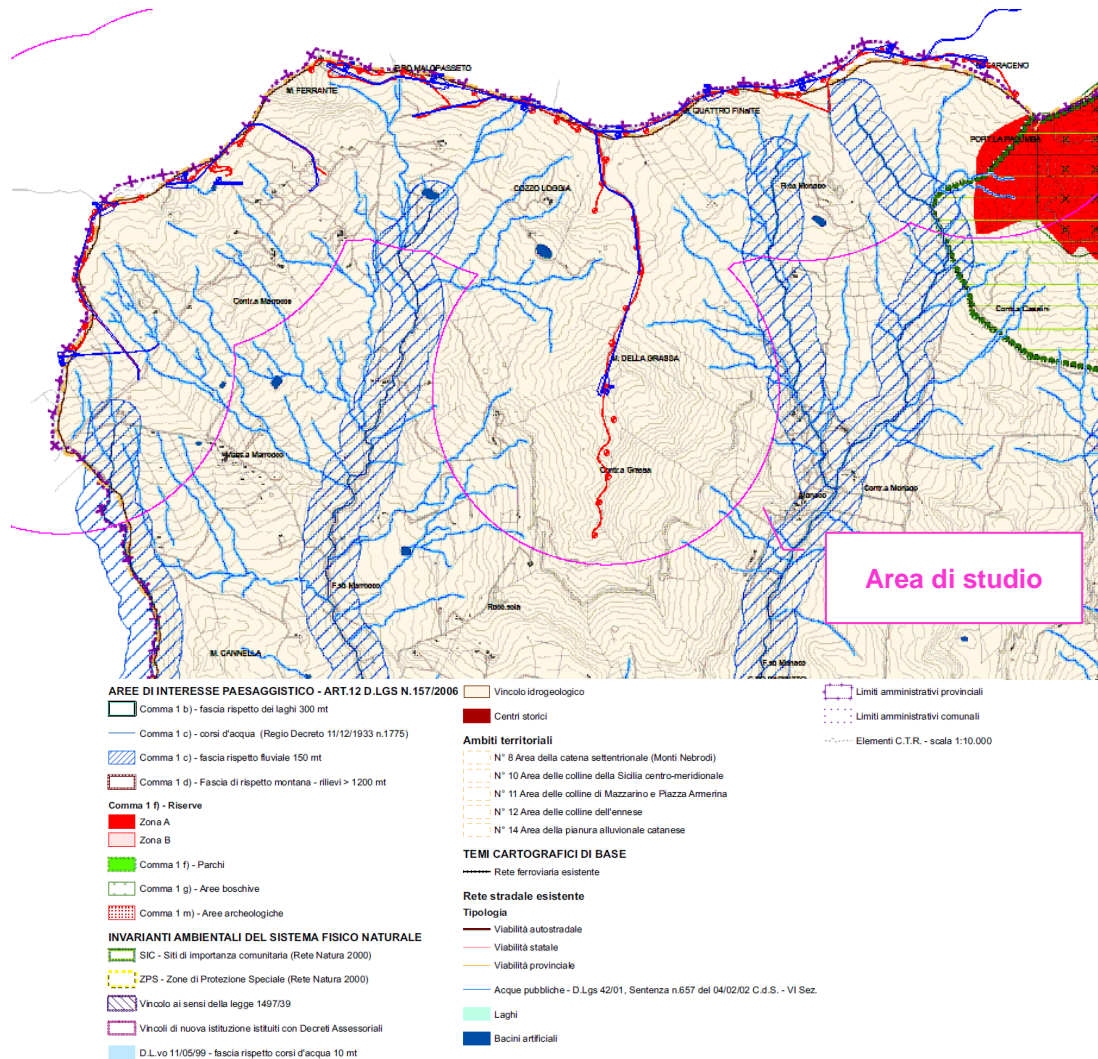 P.PO MALOPASSETO
M. FERRANTE
QUATTRO FINAITE
COZZO LOGGIA
P.zo Monaco
Contr.a Marrocco
Contr.a Casalini
M. DELLA GRASSA
Mass.a Marrocco
Contr.a Grassa
Monaco
Contr.a Monaco
Area di studio
F.so Marrocco
Rocc.sola
M. CANNELLA
F.so Monaco
AREE DI INTERESSE PAESAGGISTICO - ART.12 D.LGS N.157/2006
Comma 1 b) - fascia rispetto dei laghi 300 mt
Comma 1 c) - corsi d'acqua (Regio Decreto 11/12/1933 n.1775)
Comma 1 c) - fascia rispetto fluviale 150 mt
Comma 1 d) - Fascia di rispetto montana - rilievi > 1200 mt
Comma 1 f) - Riserve
Zona A
Zona B
Comma 1 f) - Parchi
Comma 1 g) - Aree boschive
Comma 1 m) - Aree archeologiche
INVARIANTI AMBIENTALI DEL SISTEMA FISICO NATURALE
SIC - Siti di importanza comunitaria (Rete Natura 2000)
ZPS - Zone di Protezione Speciale (Rete Natura 2000)
Vincolo ai sensi della legge 1497/39
Vincoli di nuova istituzione istituiti con Decreti Assessoriali
D.L.vo 11/05/99 - fascia rispetto corsi d'acqua 10 mt
Vincolo idrogeologico
Centri storici
Ambiti territoriali
N° 8 Area della catena settentrionale (Monti Nebrodi)
N° 10 Area delle colline della Sicilia centro-meridionale
N° 11 Area delle colline di Mazzarino e Piazza Armerina
N° 12 Area delle colline dell'ennese
N° 14 Area della pianura alluvionale catanese
TEMI CARTOGRAFICI DI BASE
Rete ferroviaria esistente
Rete stradale esistente
Tipologia
Viabilità autostradale
Viabilità statale
Viabilità provinciale
Acque pubbliche - D.Lgs 42/01, Sentenza n.657 del 04/02/02 C.d.S. - VI Sez.
Laghi
Bacini artificiali
Limiti amministrativi provinciali
Limiti amministrativi comunali
Elementi C.T.R. - scala 1:10.000